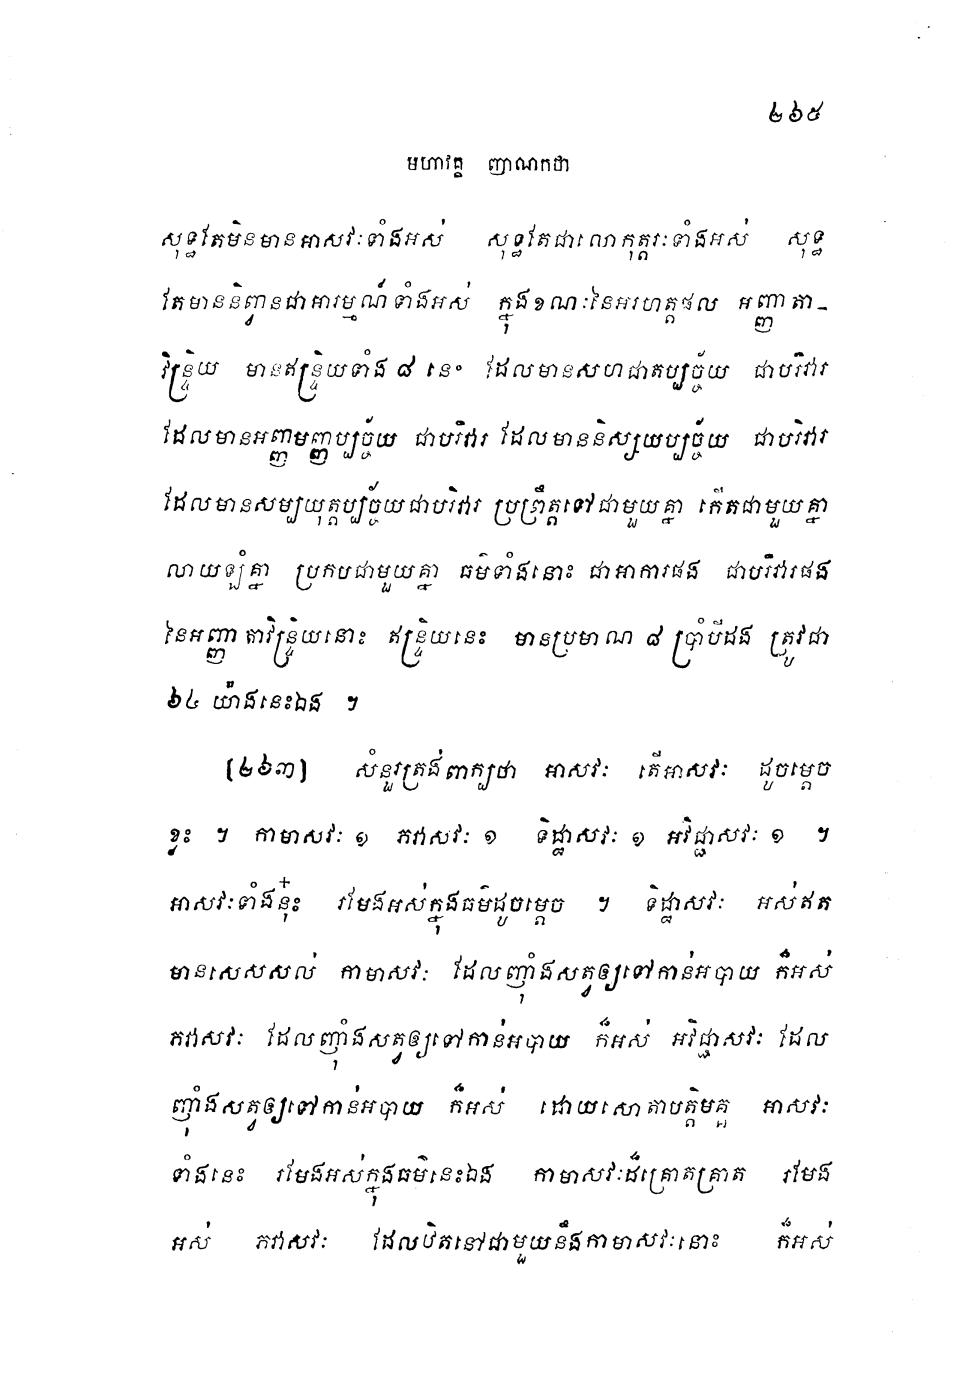 ២៦៥
មហាវគ្គ ញាណកថា
សុទ្ធតែមិនមានអាសវៈទាំងអស់ សុទ្ធតែជាលោកុត្តរៈទាំងអស់ សុទ្ធ
តែមាននិព្វានជាអារម្មណ៍ទាំងអស់ ក្នុងខណៈនៃអរហត្តផល អញ្ញាតា-
វិន្ទ្រិយ មានឥន្ទ្រិយទាំង ៨ នេះ ដែលមានសហជាតប្បច្ច័យ ជាបរិវារ
ដែលមានអញ្ញាមញ្ញប្បច្ច័យ ជាបរិវារ ដែលមាននិស្សយប្បច្ច័យ ជាបរិវារ
ដែលមានសម្បយុត្តប្បច្ច័យជាបរិវារ ប្រព្រឹត្តទៅជាមួយគ្នា កើតជាមួយគ្នា
លាយឡំគ្នា ប្រកបជាមួយគ្នា ធម៌ទាំងនោះ ជាអាការផង ជាបរិវារផង
នៃអញ្ញាតាវិន្ទ្រិយនោះ ឥន្ទ្រិយនេះ មានប្រមាណ ៨ ប្រាំបីដង ត្រូវជា
៦៤ យ៉ាងនេះឯង ។
(២៦៣) សំនួរត្រង់ពាក្យថា អាសវៈ តើអាសវៈ ដូចម្តេច
ខ្លះ ។ កាមាសវៈ ១ ភវាសវៈ ១ ទិដ្ឋាសវៈ ១ អវិជ្ជាសវៈ ១ ។
អាសវៈទាំងនុ៎ះ រមែងអស់ក្នុងធម៌ដូចម្តេច ។ ទិដ្ឋាសវៈ អស់ឥត
មានសេសសល់ កាមាសវៈ ដែលញុំាងសត្វឲ្យទៅកាន់អបាយ ក៏អស់
ភវាសវៈ ដែលញុំាងសត្វឲ្យទៅកាន់អបាយ ក៏អស់ អវិជ្ជាសវៈ ដែល
ញុំាងសត្វឲ្យទៅកាន់អបាយ ក៏អស់ ដោយសោតាបត្តិមគ្គ អាសវៈ
ទាំងនេះ រមែងអស់ក្នុងធម៌នេះឯង កាមាសវៈដ៏គ្រោតគ្រាត រមែង
អស់ ភវាសវៈ ដែលឋិតនៅជាមួយនឹងកាមាសវៈនោះ ក៏អស់